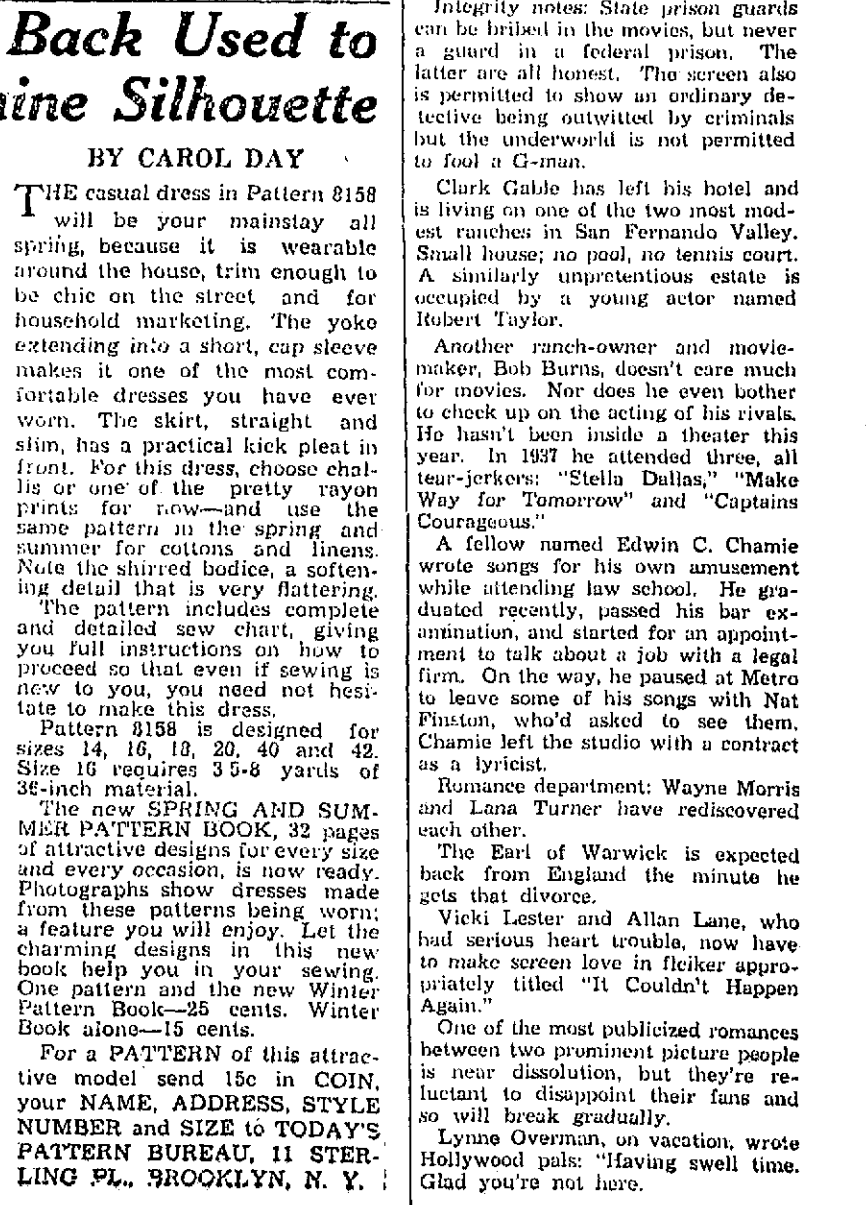 Back Used to
ine Silhouette
BY CAROL DAY
THE casual dress in Pattern 8158
will be your mainstay all
spring, because it is wearable
around the house, trim enough to
be chic on the street and for
household marketing. The yoke
extending into a short, cap sleeve
makes it one of the most com-
fortable dresses you have ever
worn. The skirt, straight and
slim, has a practical kick pleat in
front. For this dress, choose chal-
lis or one of the pretty rayon
prints for now—and use the
same pattern in the spring and
summer for cottons and linens.
Note the shirred bodice, a soften-
ing detail that is very flattering.
The pattern includes complete
and detailed sew chart, giving
you full instructions on how to
proceed so that even if sewing is
new to you, you need not hesi-
tate to make this dress.
Pattern 8158 is designed for
sizes 14, 16, 18, 20, 40 and 42.
Size 16 requires 3 5-8 yards of
36-inch material.
The new SPRING AND SUM-
MER PATTERN BOOK, 32 pages
of attractive designs for every size
and every occasion, is now ready.
Photographs show dresses made
from these patterns being worn;
a feature you will enjoy. Let the
charming designs in this new
book help you in your sewing.
One pattern and the new Winter
Pattern Book—25 cents. Winter
Book alone—15 cents.
For a PATTERN of this attrac-
tive model send 15c in COIN,
your NAME, ADDRESS, STYLE
NUMBER and SIZE to TODAY'S
PATTERN BUREAU, 11 STER-
LING PL., BROOKLYN, N. Y.
Integrity notes: State prison guards
can be bribed in the movies, but never
a guard in a federal prison. The
latter are all honest. The screen also
is permitted to show an ordinary de-
tective being outwitted by criminals
but the underworld is not permitted
to fool a G-man.
Clark Gable has left his hotel and
is living on one of the two most mod-
est ranches in San Fernando Valley.
Small house; no pool, no tennis court.
A similarly unpretentious estate is
occupied by a young actor named
Robert Taylor.
Another ranch-owner and movie-
maker, Bob Burns, doesn't care much
for movies. Nor does he even bother
to check up on the acting of his rivals.
He hasn't been inside a theater this
year. In 1937 he attended three, all
tear-jerkers: "Stella Dallas," "Make
Way for Tomorrow" and "Captains
Courageous."
A fellow named Edwin C. Chamie
wrote songs for his own amusement
while attending law school. He gra-
duated recently, passed his bar ex-
amination, and started for an appoint-
ment to talk about a job with a legal
firm. On the way, he paused at Metro
to leave some of his songs with Nat
Finston, who'd asked to see them.
Chamie left the studio with a contract
as a lyricist.
Romance department: Wayne Morris
and Lana Turner have rediscovered
each other.
The Earl of Warwick is expected
back from England the minute he
gets that divorce.
Vicki Lester and Allan Lane, who
had serious heart trouble, now have
to make screen love in fleiker appro-
priately titled "It Couldn't Happen
Again."
One of the most publicized romances
between two prominent picture people
is near dissolution, but they're re-
luctant to disappoint their fans and
so will break gradually.
Lynne Overman, on vacation, wrote
Hollywood pals: "Having swell time.
Glad you're not here.